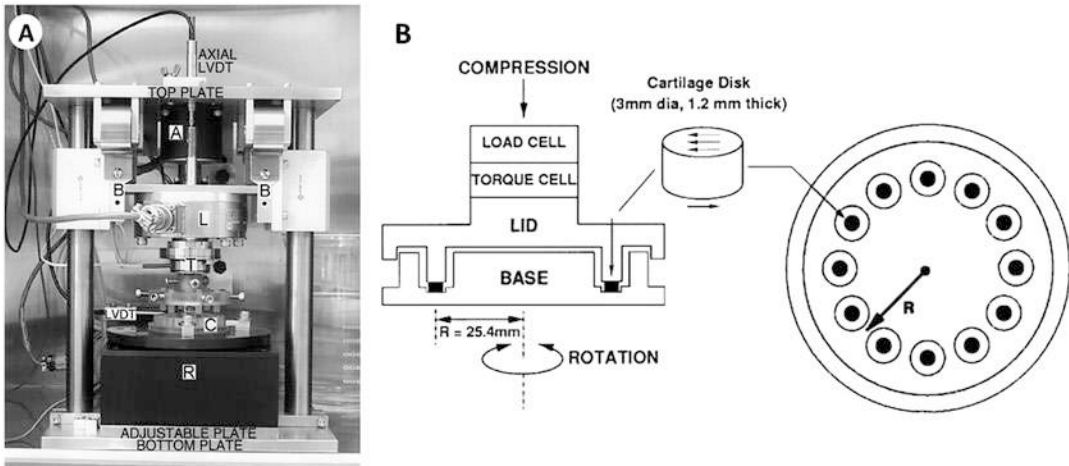 A
AXIAL
LVDT
TOP PLATE
A
B
B
L
T
LVDT
C
R
ADJUSTABLE PLATE
BOTTOM PLATE
B
COMPRESSION
LOAD CELL
TORQUE CELL
LID
BASE
R = 25.4mm
ROTATION
Cartilage Disk
(3mm dia, 1.2 mm thick)
R